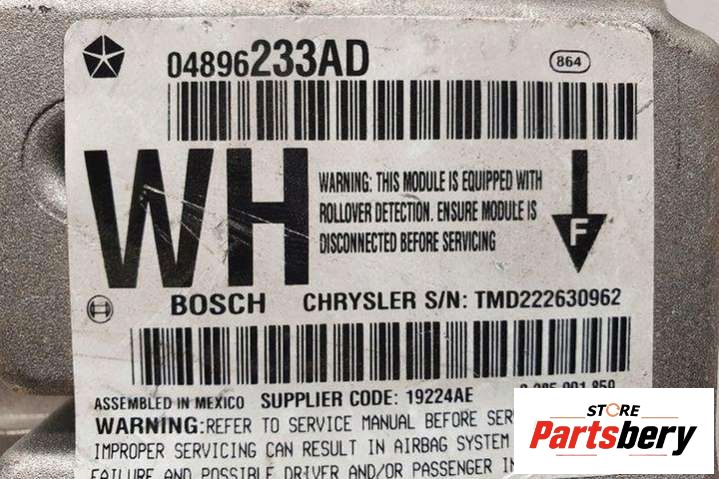 04896233AD
864
WH
WARNING: THIS MODULE IS EQUIPPED WITH
ROLLOVER DETECTION. ENSURE MODULE IS
DISCONNECTED BEFORE SERVICING
F
BOSCH CHRYSLER S/N: TMD222630962
ASSEMBLED IN MEXICO SUPPLIER CODE: 19224AE
WARNING:REFER TO SERVICE MANUAL BEFORE SER
IMPROPER SERVICING CAN RESULT IN AIRBAG SYSTEM
FAILURE AND POSSIBLE DRIVER AND/OR PASSENGER
STORE
Partsbery